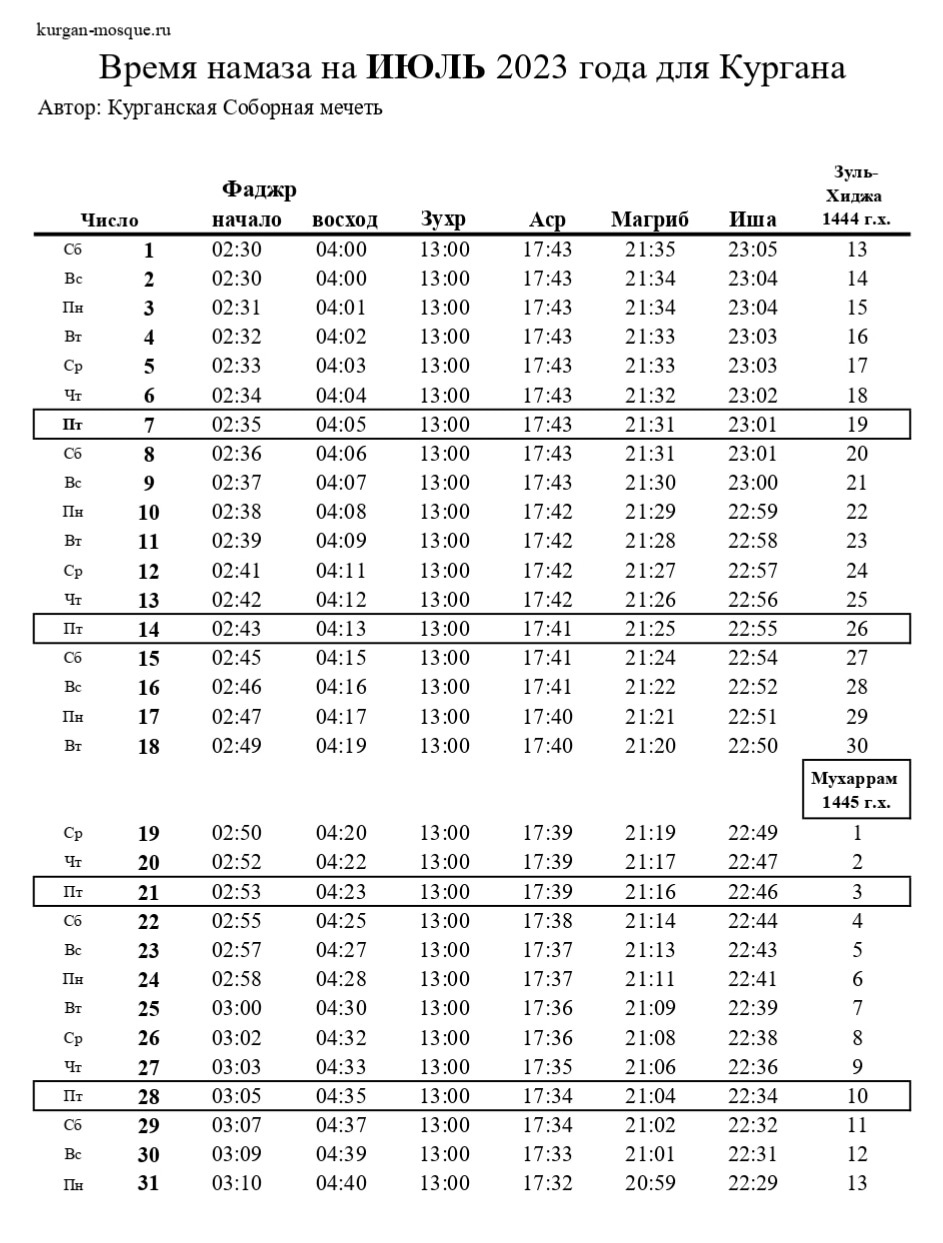 kurgan-mosque.ru
Время намаза на ИЮЛЬ 2023 года для Кургана
Автор: Курганская Соборная мечеть
Зуль-
Фаджр Хиджа
Число начало восход Зухр Аср Магриб Иша 1444 г.х.
Сб 1 02:30 04:00 13:00 17:43 21:35 23:05 13
Вс 2 02:30 04:00 13:00 17:43 21:34 23:04 14
Пн 3 02:31 04:01 13:00 17:43 21:34 23:04 15
Вт 4 02:32 04:02 13:00 17:43 21:33 23:03 16
Ср 5 02:33 04:03 13:00 17:43 21:33 23:03 17
Чт 6 02:34 04:04 13:00 17:43 21:32 23:02 18
Пт 7 02:35 04:05 13:00 17:43 21:31 23:01 19
Сб 8 02:36 04:06 13:00 17:43 21:31 23:01 20
Вс 9 02:37 04:07 13:00 17:43 21:30 23:00 21
Пн 10 02:38 04:08 13:00 17:42 21:29 22:59 22
Вт 11 02:39 04:09 13:00 17:42 21:28 22:58 23
Ср 12 02:41 04:11 13:00 17:42 21:27 22:57 24
Чт 13 02:42 04:12 13:00 17:42 21:26 22:56 25
Пт 14 02:43 04:13 13:00 17:41 21:25 22:55 26
Сб 15 02:45 04:15 13:00 17:41 21:24 22:54 27
Вс 16 02:46 04:16 13:00 17:41 21:22 22:52 28
Пн 17 02:47 04:17 13:00 17:40 21:21 22:51 29
Вт 18 02:49 04:19 13:00 17:40 21:20 22:50 30
Мухаррам
1445 г.х.
Ср 19 02:50 04:20 13:00 17:39 21:19 22:49 1
Чт 20 02:52 04:22 13:00 17:39 21:17 22:47 2
Пт 21 02:53 04:23 13:00 17:39 21:16 22:46 3
Сб 22 02:55 04:25 13:00 17:38 21:14 22:44 4
Вс 23 02:57 04:27 13:00 17:37 21:13 22:43 5
Пн 24 02:58 04:28 13:00 17:37 21:11 22:41 6
Вт 25 03:00 04:30 13:00 17:36 21:09 22:39 7
Ср 26 03:02 04:32 13:00 17:36 21:08 22:38 8
Чт 27 03:03 04:33 13:00 17:35 21:06 22:36 9
Пт 28 03:05 04:35 13:00 17:34 21:04 22:34 10
Сб 29 03:07 04:37 13:00 17:34 21:02 22:32 11
Вс 30 03:09 04:39 13:00 17:33 21:01 22:31 12
Пн 31 03:10 04:40 13:00 17:32 20:59 22:29 13